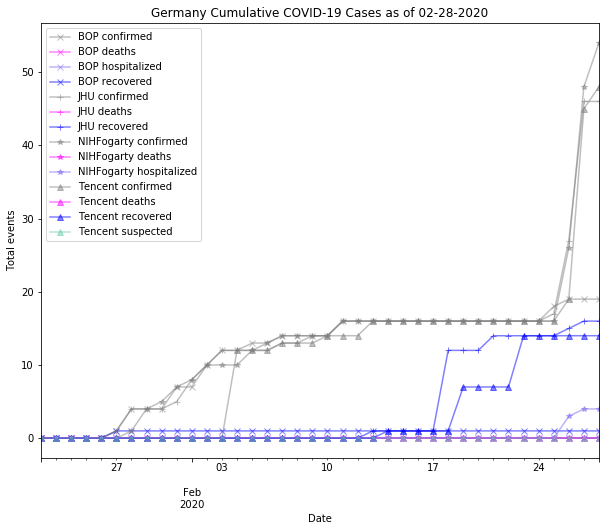 Germany Cumulative COVID-19 Cases as of 02-28-2020
BOP confirmed
BOP deaths
BOP hospitalized
BOP recovered
JHU confirmed
JHU deaths
JHU recovered
NIHFogarty confirmed
NIHFogarty deaths
NIHFogarty hospitalized
Tencent confirmed
Tencent deaths
Tencent recovered
Tencent suspected
Total events
50
40
30
20
10
0
27
03
10
17
24
Feb
2020
Date